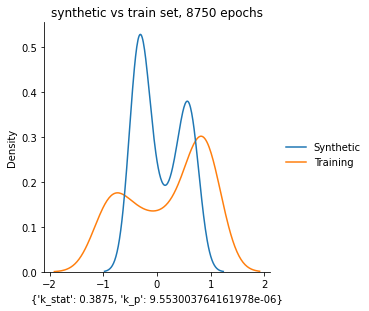 synthetic vs train set, 8750 epochs
0.5
0.4
0.3
0.2
0.1
0.0
Density
−2
−1
0
1
2
{'k_stat': 0.3875, 'k_p': 9.553003764161978e-06}
Synthetic
Training